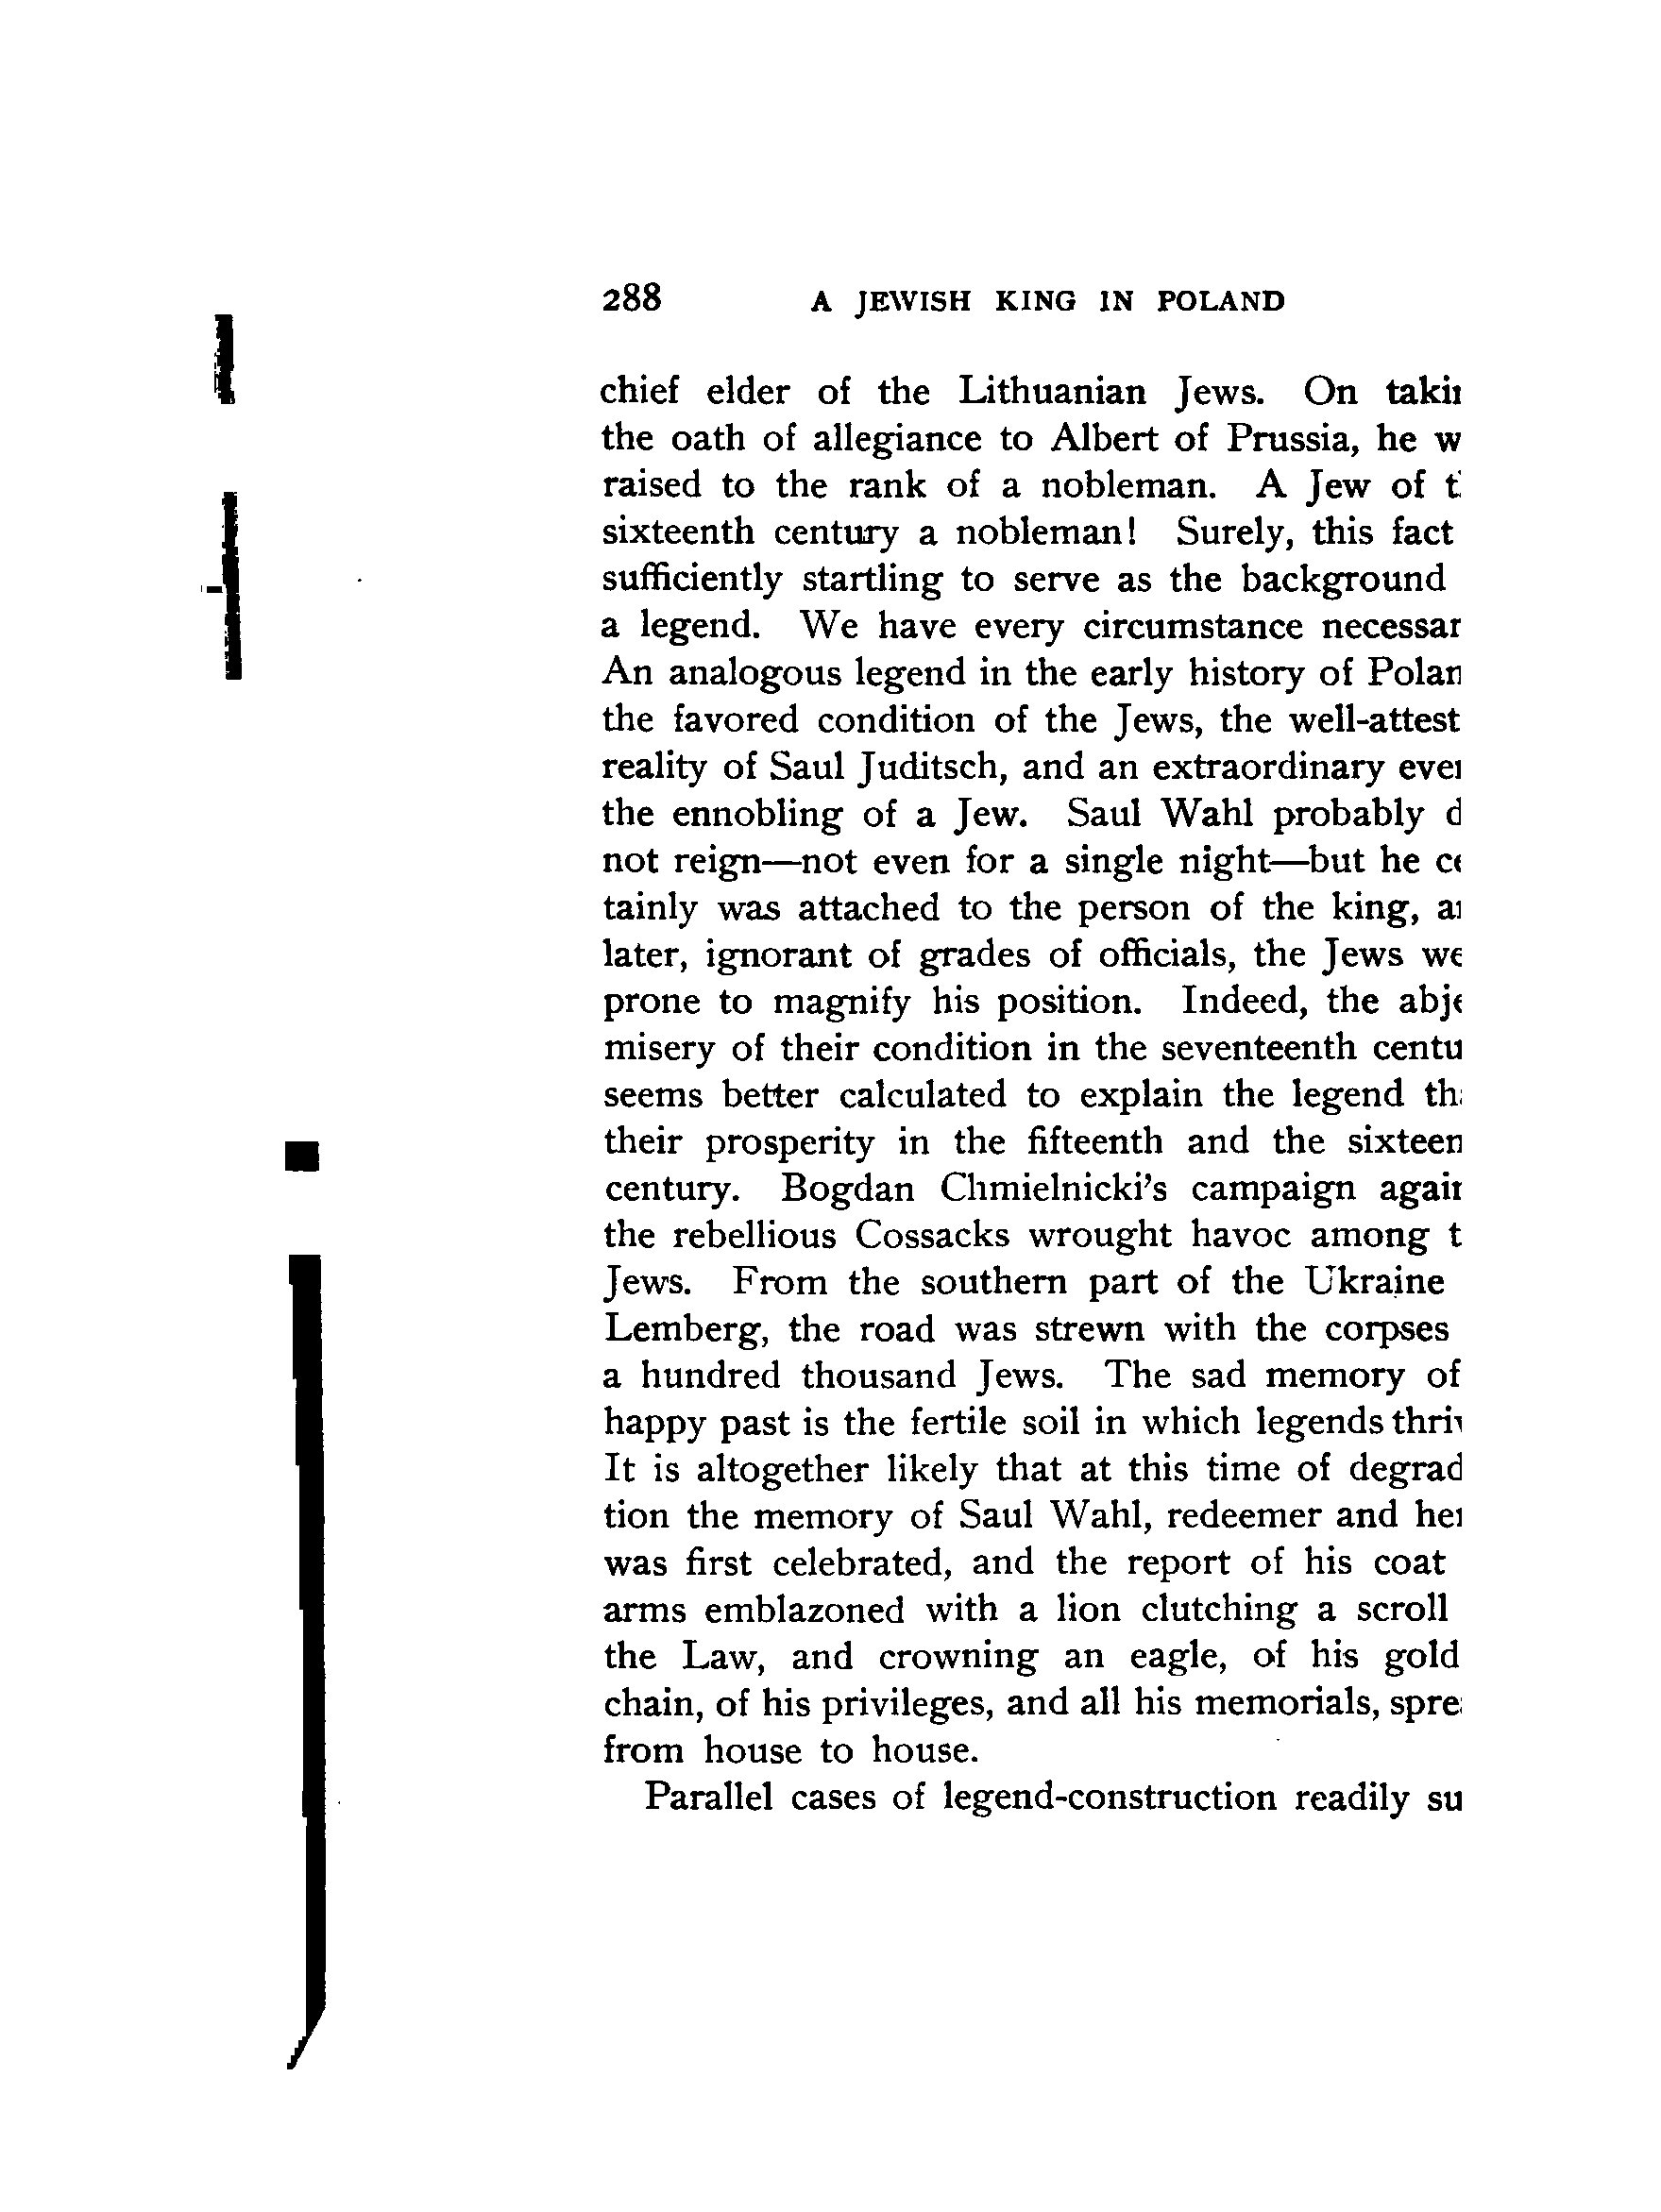 288 A JEWISH KING IN POLAND
chief elder of the Lithuanian Jews. On
the oath of allegiance to Albert of Prussia, he w
raised to the rank of a nobleman. A Jew of
sixteenth century a nobleman! Surely, this fact
sufficiently startling to serve as the background
a legend. We have every circumstance necessar
An analogous legend in the early history of Polan
the favored condition of the Jews, the well-attest
reality of Saul Juditsch, and an extraordinary
the ennobling of a Jew. Saul Wahl probably d
not reign—not even for a single night—but he
tainly was attached to the person of the king,
later, ignorant of grades of officials, the Jews we
prone to magnify his position. Indeed, the
misery of their condition in the seventeenth centu
seems better calculated to explain the legend
their prosperity in the fifteenth and the sixteen
century. Bogdan Chmielnicki's campaign
the rebellious Cossacks wrought havoc among t
Jews. From the southern part of the Ukraine
Lemberg, the road was strewn with the corpses
a hundred thousand Jews. The sad memory of
happy past is the fertile soil in which legends
It is altogether likely that at this time of degrad
tion the memory of Saul Wahl, redeemer and
was first celebrated, and the report of his coat
arms emblazoned with a lion clutching a scroll
the Law, and crowning an eagle, of his gold
chain, of his privileges, and all his memorials,
from house to house.
Parallel cases of legend-construction readily su